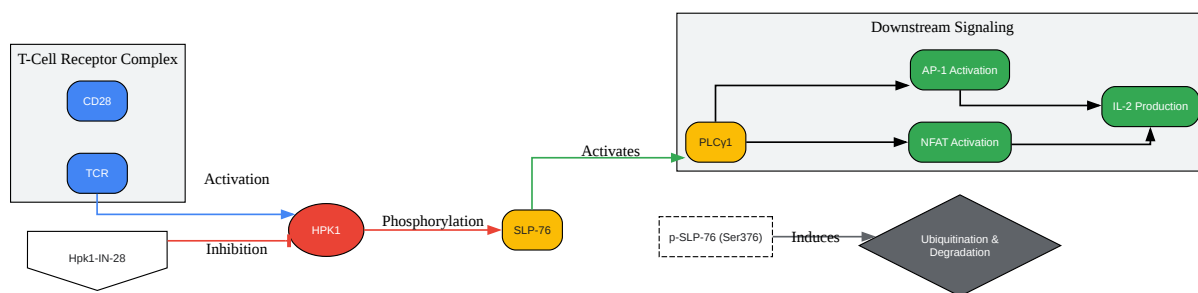 Downstream Signaling
T-Cell Receptor Complex
CD28
AP-1 Activation
IL-2 Production
PLCγ1
NFAT Activation
TCR
Activates
Activation
Phosphorylation
HPK1
SLP-76
Inhibition
Hpk1-IN-28
p-SLP-76 (Ser376)
Induces
Ubiquitination &
Degradation